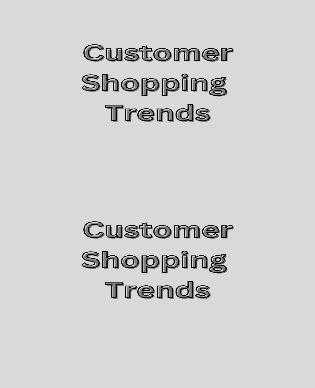 Customer
Shopping
Trends
Customer
Shopping
Trends